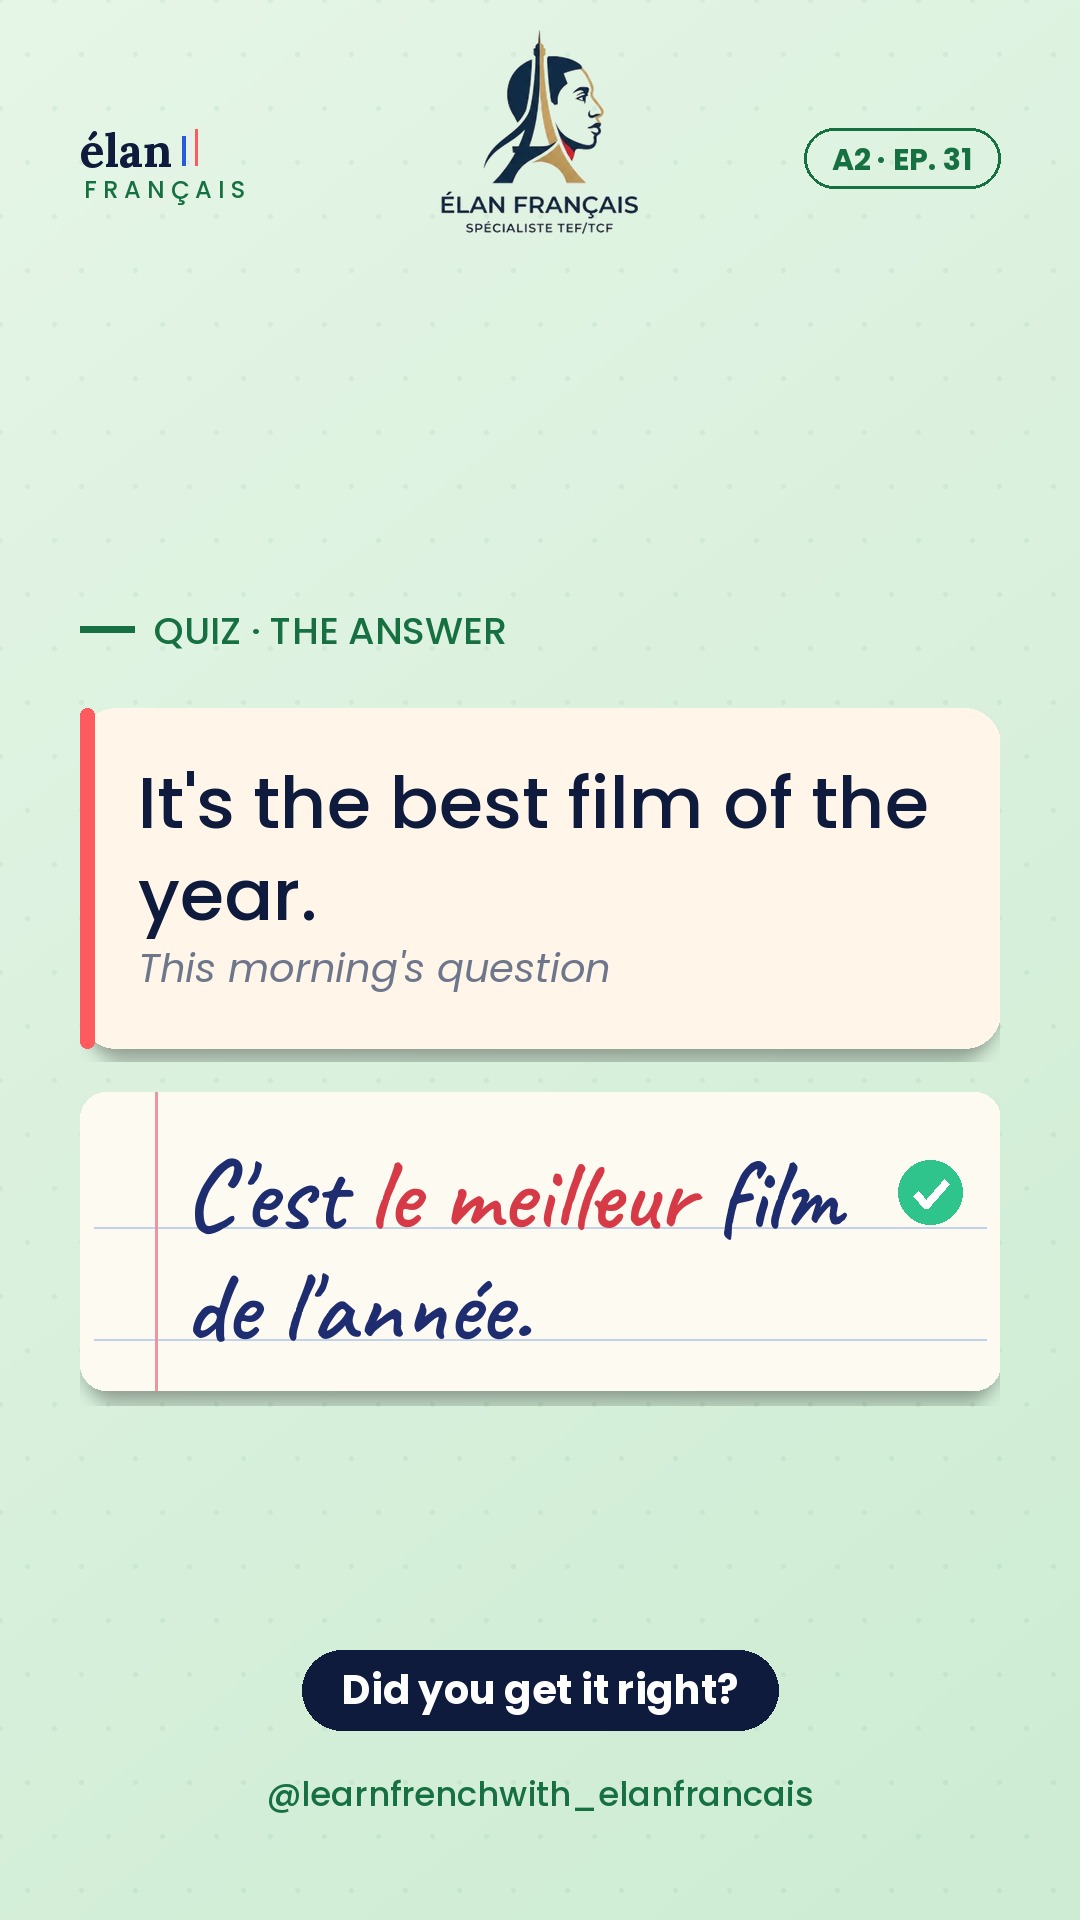 élan
FRANÇAIS
ÉLAN FRANÇAIS
SPÉCIALISTE TEF/TCF
A2 · EP. 31
QUIZ · THE ANSWER
It's the best film of the
year.
This morning's question
C'est le meilleur film
de l'année.
Did you get it right?
@learnfrenchwith_elanfrancais